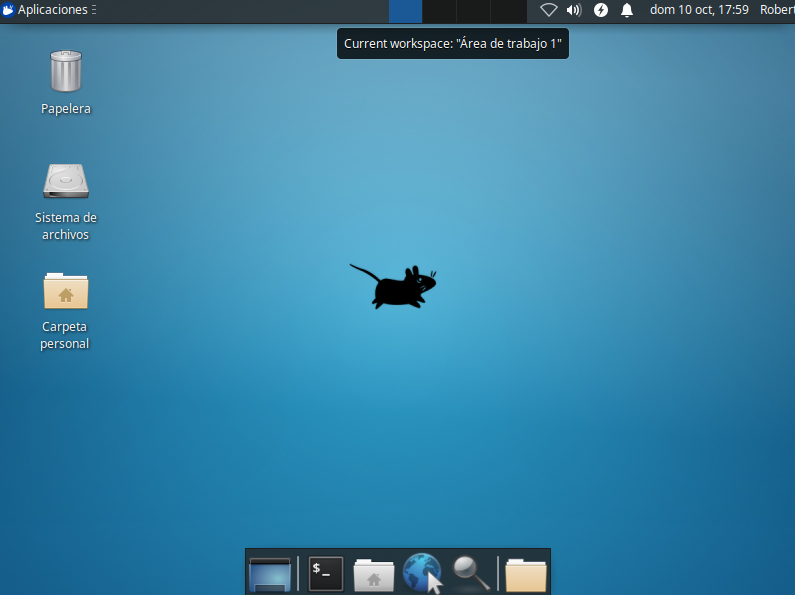 Aplicaciones
dom 10 oct, 17:59
Robert
Current workspace: "Área de trabajo 1"
Papelera
Sistema de
archivos
Carpeta
personal
$_